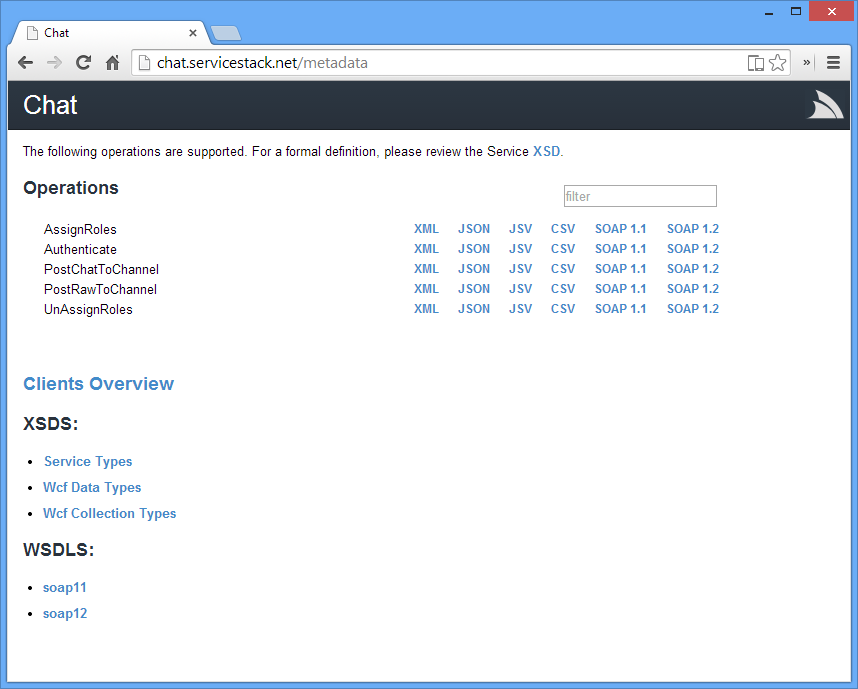 Chat
chat.servicestack.net/metadata
Chat
The following operations are supported. For a formal definition, please review the Service XSD.
Operations
filter
AssignRoles XML JSON JSV CSV SOAP 1.1 SOAP 1.2
Authenticate XML JSON JSV CSV SOAP 1.1 SOAP 1.2
PostChatToChannel XML JSON JSV CSV SOAP 1.1 SOAP 1.2
PostRawToChannel XML JSON JSV CSV SOAP 1.1 SOAP 1.2
UnAssignRoles XML JSON JSV CSV SOAP 1.1 SOAP 1.2
Clients Overview
XSDS:
Service Types
Wcf Data Types
Wcf Collection Types
WSDLS:
soap11
soap12